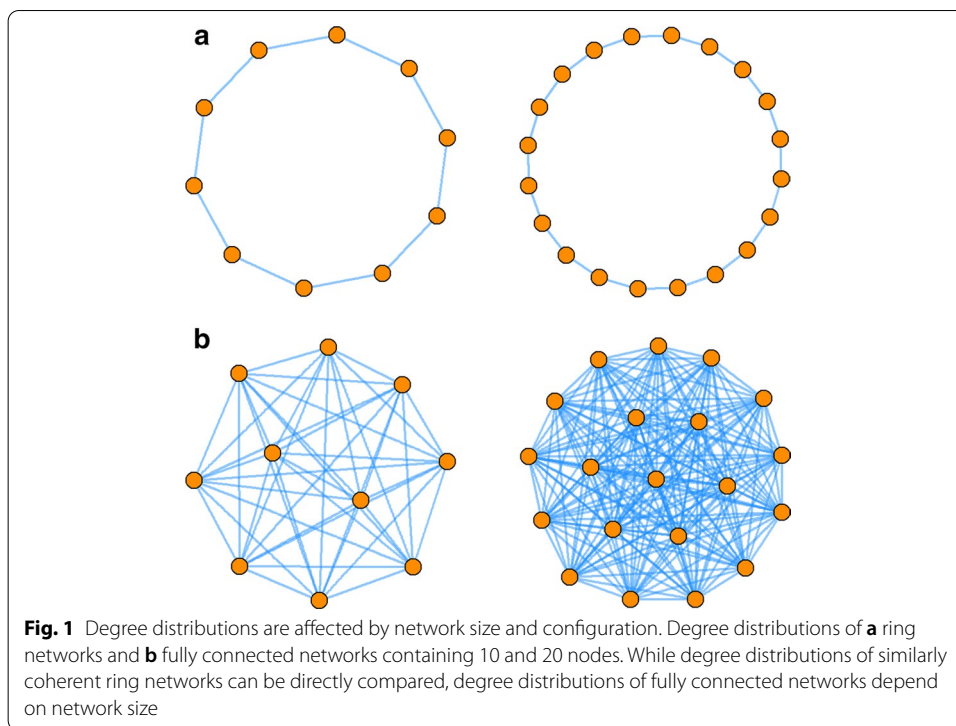 a
b
Fig. 1 Degree distributions are affected by network size and configuration. Degree distributions of a ring
networks and b fully connected networks containing 10 and 20 nodes. While degree distributions of similarly
coherent ring networks can be directly compared, degree distributions of fully connected networks depend
on network size